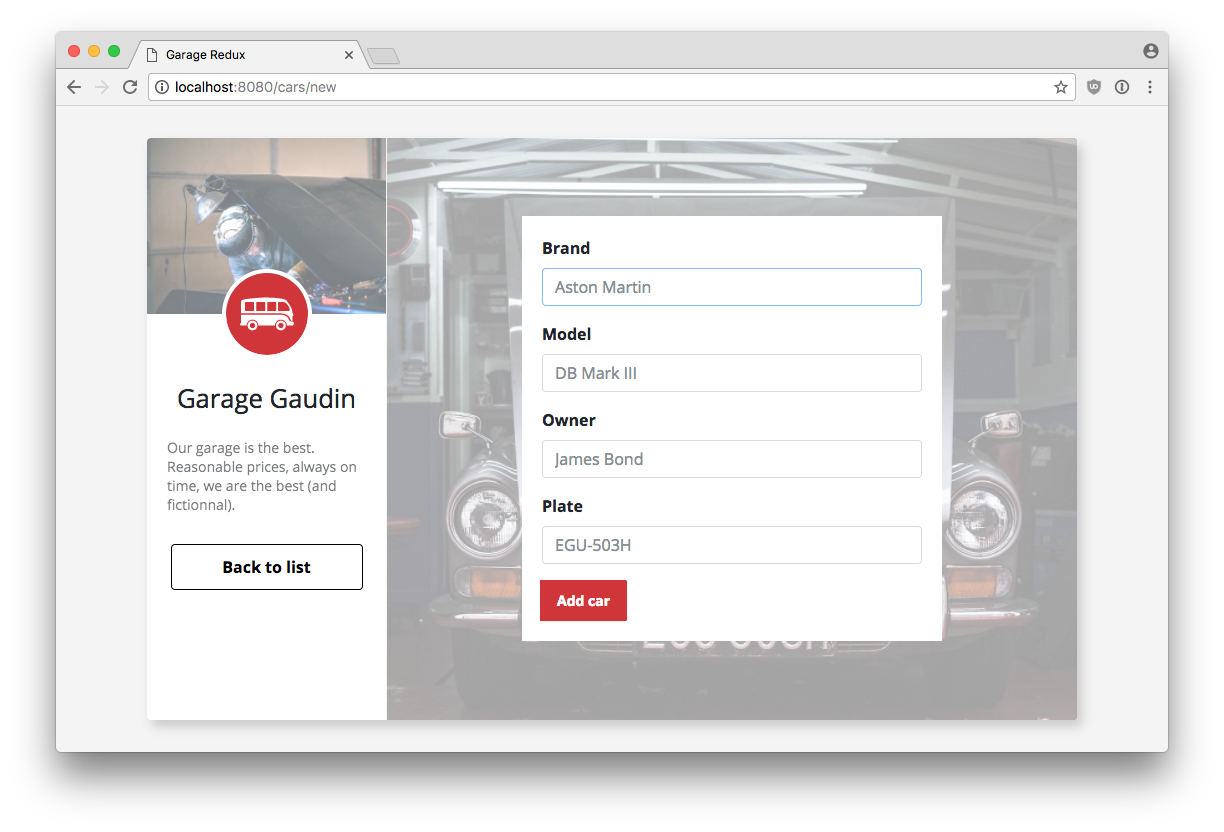 Garage Redux
localhost:8080/cars/new
Garage Gaudin
Our garage is the best.
Reasonable prices, always on
time, we are the best (and
fictionnal).
Back to list
Brand
Aston Martin
Model
DB Mark III
Owner
James Bond
Plate
EGU-503H
Add car